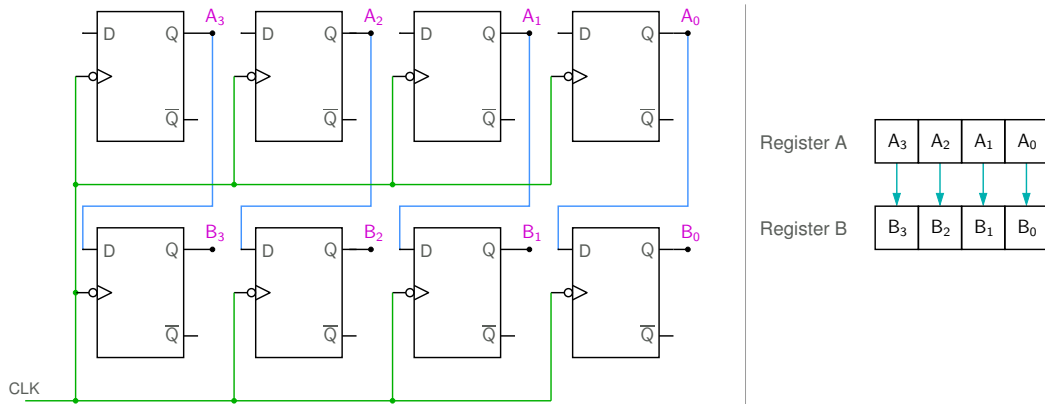 A₃ A₂ A₁ A₀
D Q D Q D Q D Q
Q̅ Q̅ Q̅ Q̅
B₃ B₂ B₁ B₀
D Q D Q D Q D Q
Q̅ Q̅ Q̅ Q̅
CLK
Register A A₃ A₂ A₁ A₀
Register B B₃ B₂ B₁ B₀